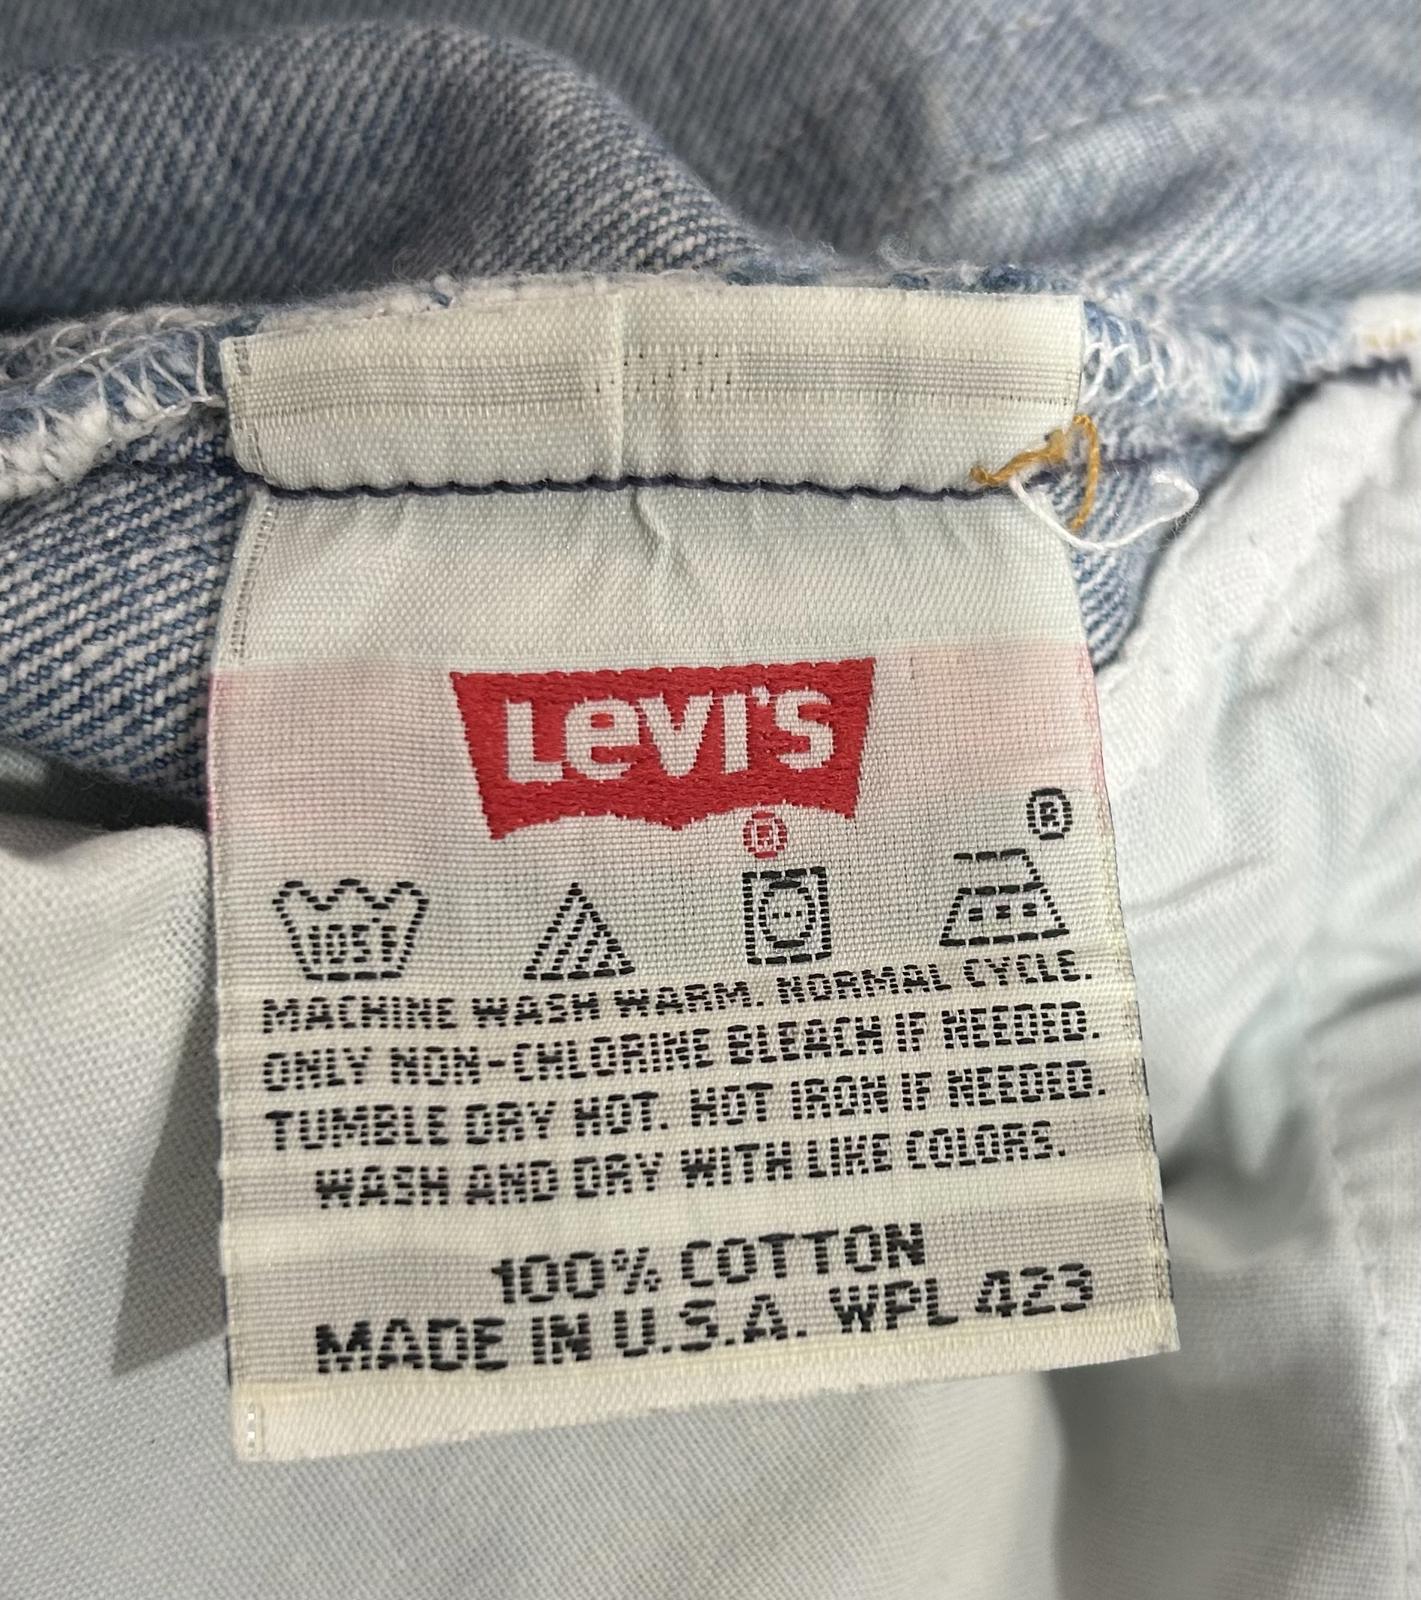 Levi's
®
®
105F
MACHINE WASH WARM. NORMAL CYCLE.
ONLY NON-CHLORINE BLEACH IF NEEDED.
TUMBLE DRY HOT. HOT IRON IF NEEDED.
WASH AND DRY WITH LIKE COLORS.
100% COTTON
MADE IN U.S.A. WPL 423